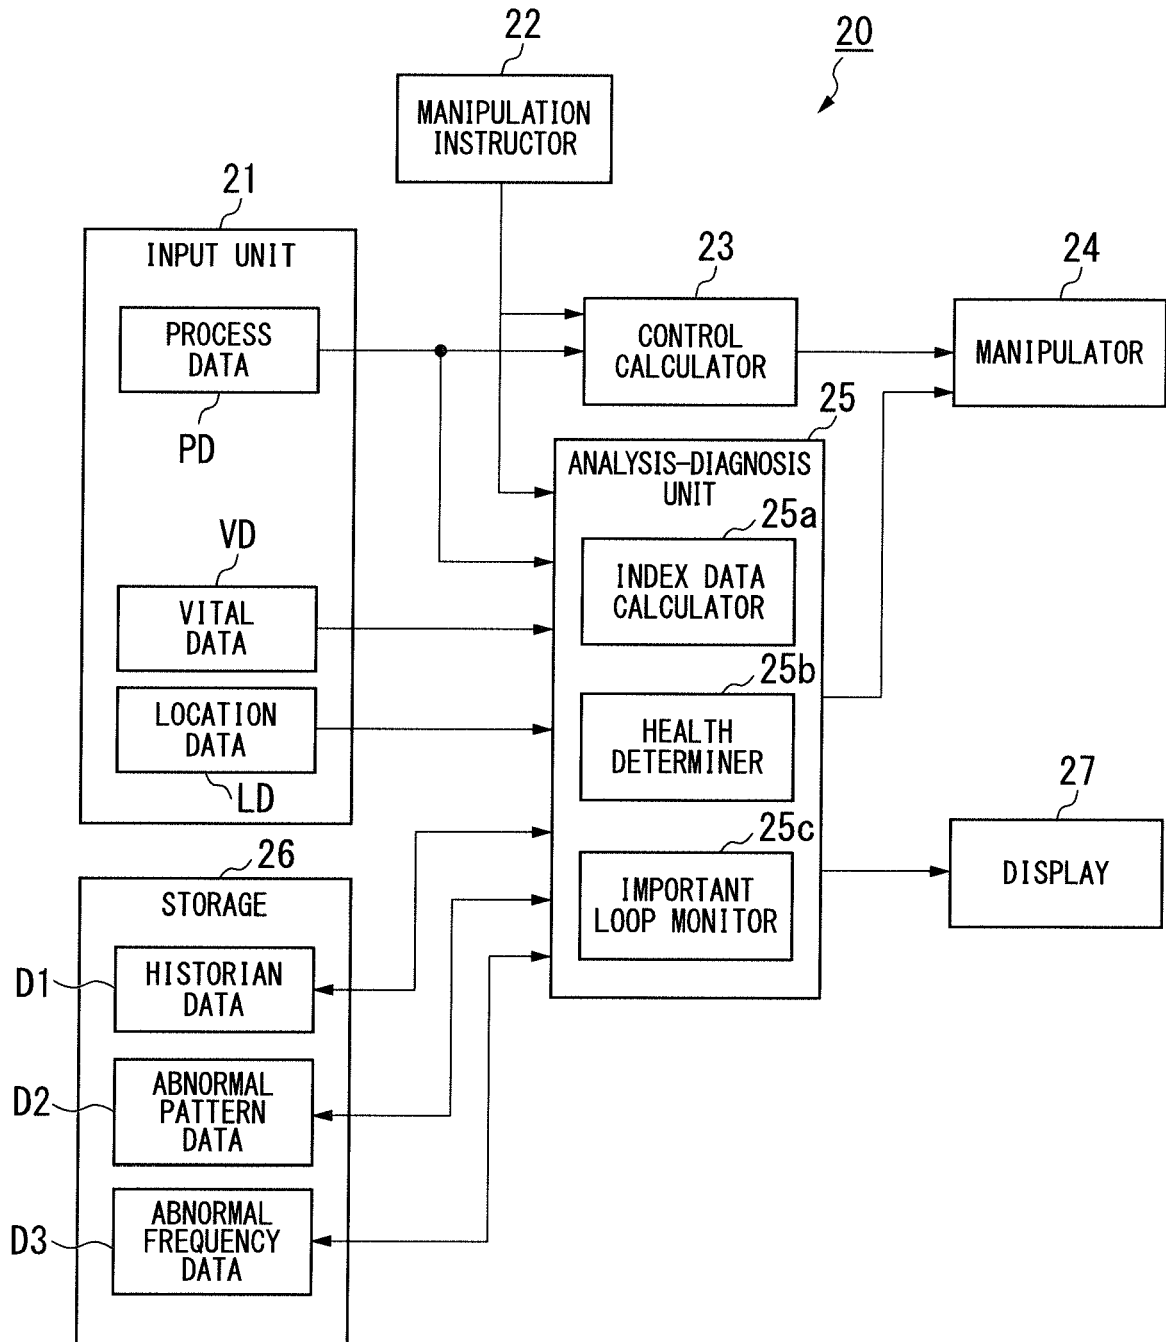 20
22
MANIPULATION
INSTRUCTOR
21
INPUT UNIT
PROCESS
DATA
PD
23
CONTROL
CALCULATOR
24
MANIPULATOR
25
ANALYSIS-DIAGNOSIS
UNIT
25a
INDEX DATA
CALCULATOR
VD
VITAL
DATA
25b
HEALTH
DETERMINER
LOCATION
DATA
LD
25c
IMPORTANT
LOOP MONITOR
27
DISPLAY
26
STORAGE
D1
HISTORIAN
DATA
D2
ABNORMAL
PATTERN
DATA
D3
ABNORMAL
FREQUENCY
DATA